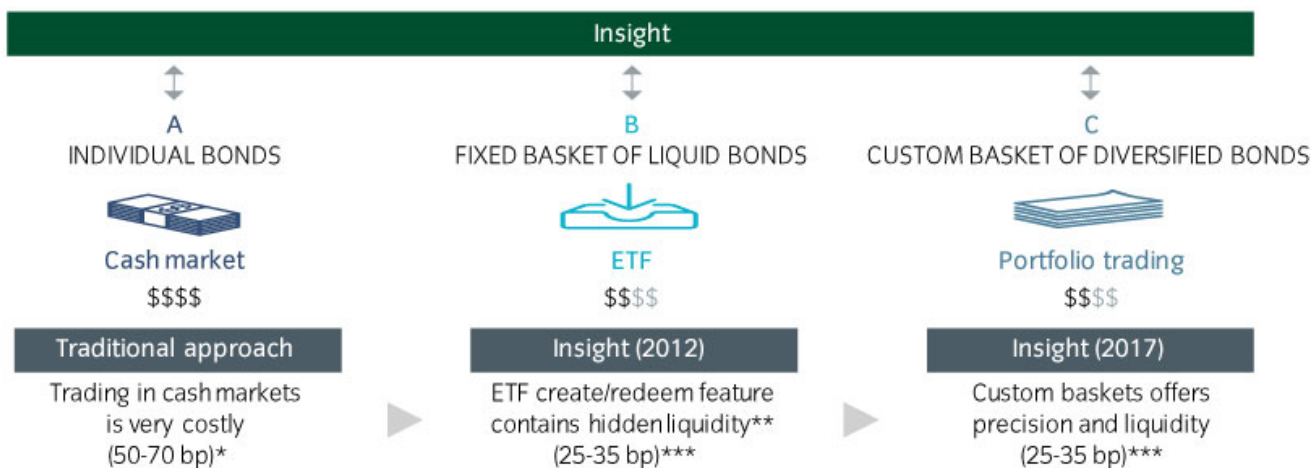 Insight
A
INDIVIDUAL BONDS
Cash market
$$$$
Traditional approach
Trading in cash markets
is very costly
(50-70 bp)*
B
FIXED BASKET OF LIQUID BONDS
ETF
$$$$
Insight (2012)
ETF create/redeem feature
contains hidden liquidity**
(25-35 bp)***
C
CUSTOM BASKET OF DIVERSIFIED BONDS
Portfolio trading
$$$$
Insight (2017)
Custom baskets offers
precision and liquidity
(25-35 bp)***